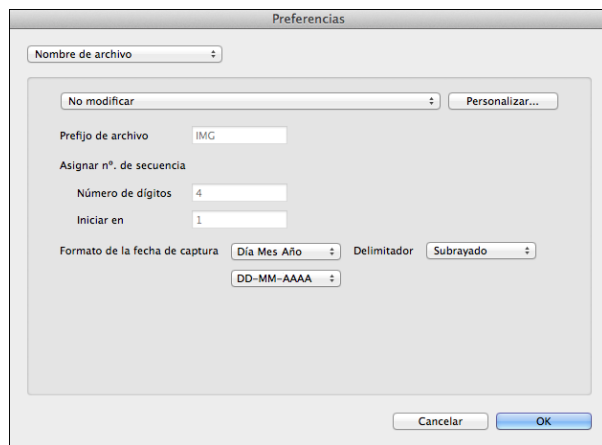 Preferencias
Nombre de archivo
No modificar Personalizar...
Prefijo de archivo IMG
Asignar nº. de secuencia
Número de dígitos 4
Iniciar en 1
Formato de la fecha de captura Día Mes Año Delimitador Subrayado
DD-MM-AAAA
Cancelar OK